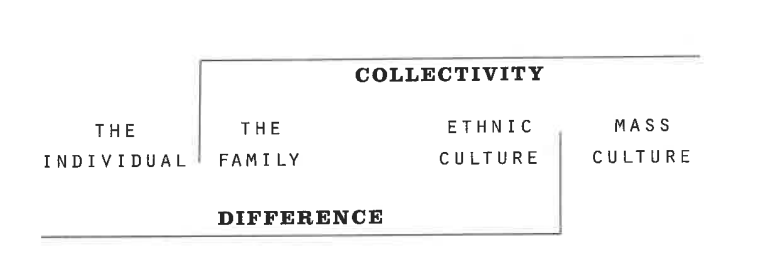 COLLECTIVITY
THE INDIVIDUAL
THE FAMILY
ETHNIC CULTURE
MASS CULTURE
DIFFERENCE